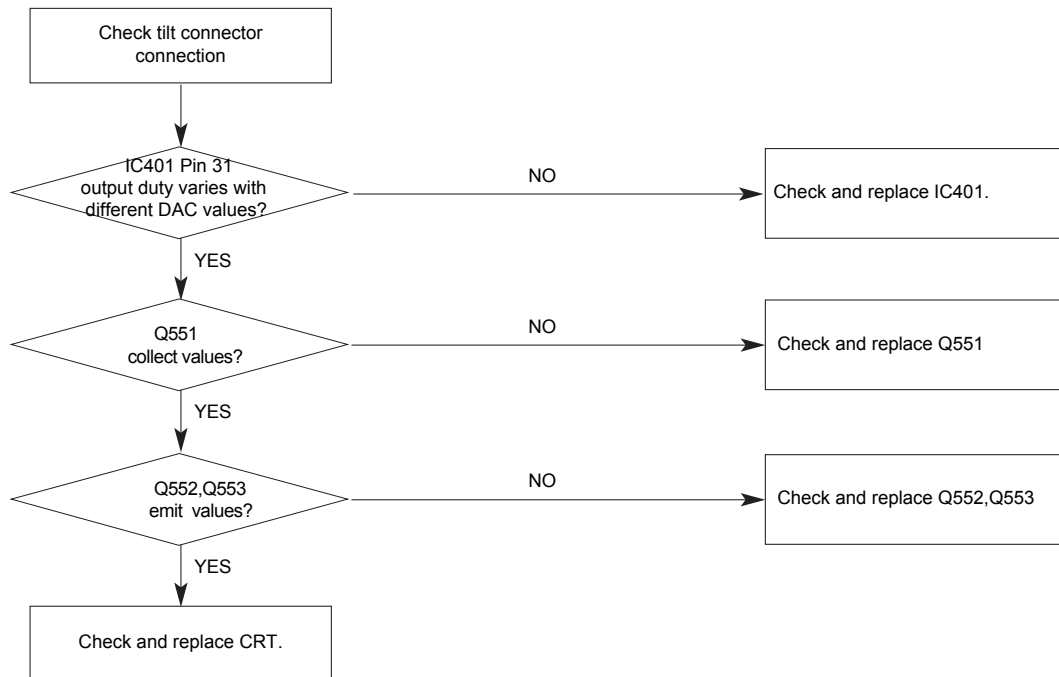 Check tilt connector
connection
IC401 Pin 31
output duty varies with
different DAC values?
NO
Check and replace IC401.
YES
Q551
collect values?
NO
Check and replace Q551
YES
Q552,Q553
emit values?
NO
Check and replace Q552,Q553
YES
Check and replace CRT.